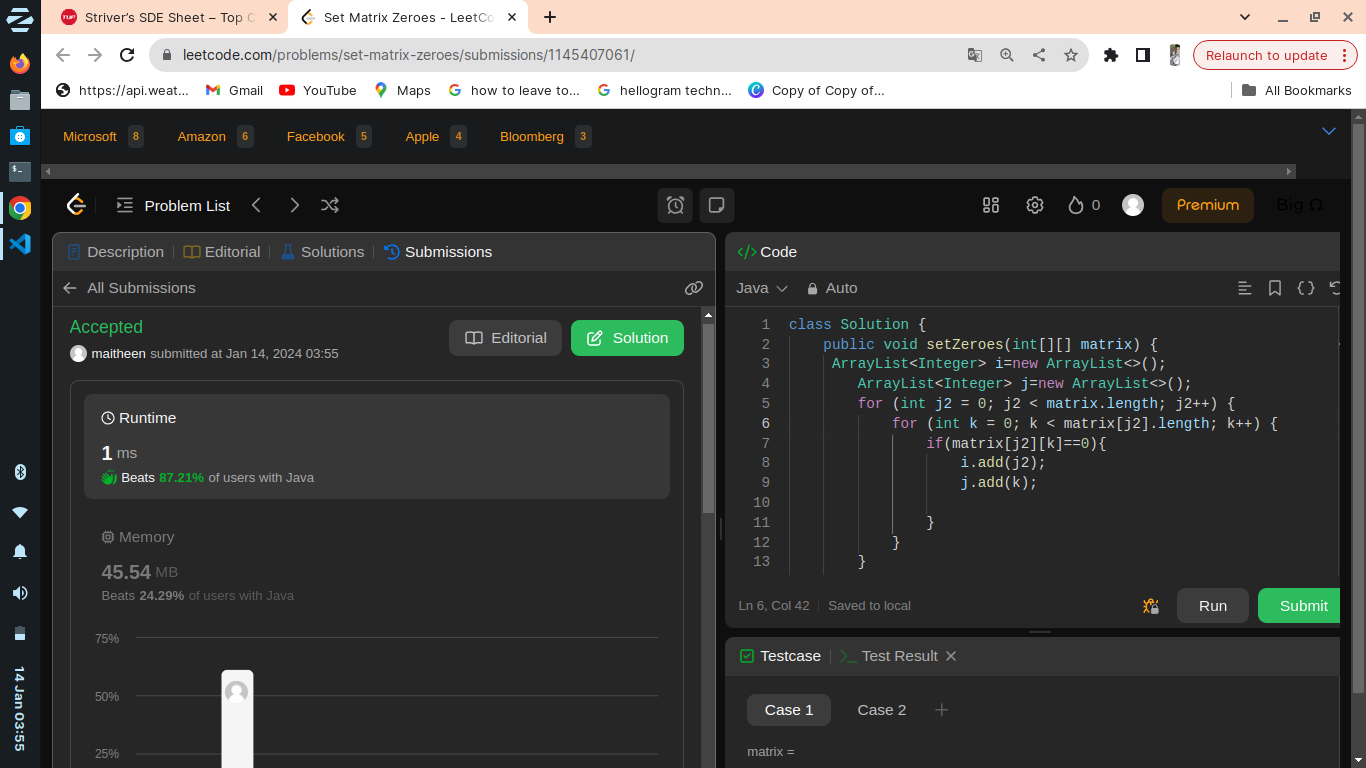 Striver's SDE Sheet – Top C
Set Matrix Zeroes - LeetCo
leetcode.com/problems/set-matrix-zeroes/submissions/1145407061/
Relaunch to update
https://api.weat...
Gmail
YouTube
Maps
how to leave to...
hellogram techn...
Copy of Copy of...
All Bookmarks
Microsoft 8 Amazon 6 Facebook 5 Apple 4 Bloomberg 3
Problem List
0
Premium
Big Ω
Description
Editorial
Solutions
Submissions
All Submissions
Accepted
maitheen submitted at Jan 14, 2024 03:55
Editorial
Solution
Runtime
1 ms
Beats 87.21% of users with Java
Memory
45.54 MB
Beats 24.29% of users with Java
75%
50%
25%
</> Code
Java
Auto
1 class Solution {
2 public void setZeroes(int[][] matrix) {
3 ArrayList<Integer> i=new ArrayList<>();
4 ArrayList<Integer> j=new ArrayList<>();
5 for (int j2 = 0; j2 < matrix.length; j2++) {
6 for (int k = 0; k < matrix[j2].length; k++) {
7 if(matrix[j2][k]==0){
8 i.add(j2);
9 j.add(k);
10
11 }
12 }
13 }
Ln 6, Col 42
Saved to local
Run
Submit
Testcase
Test Result
Case 1
Case 2
matrix =
14 Jan 03:55